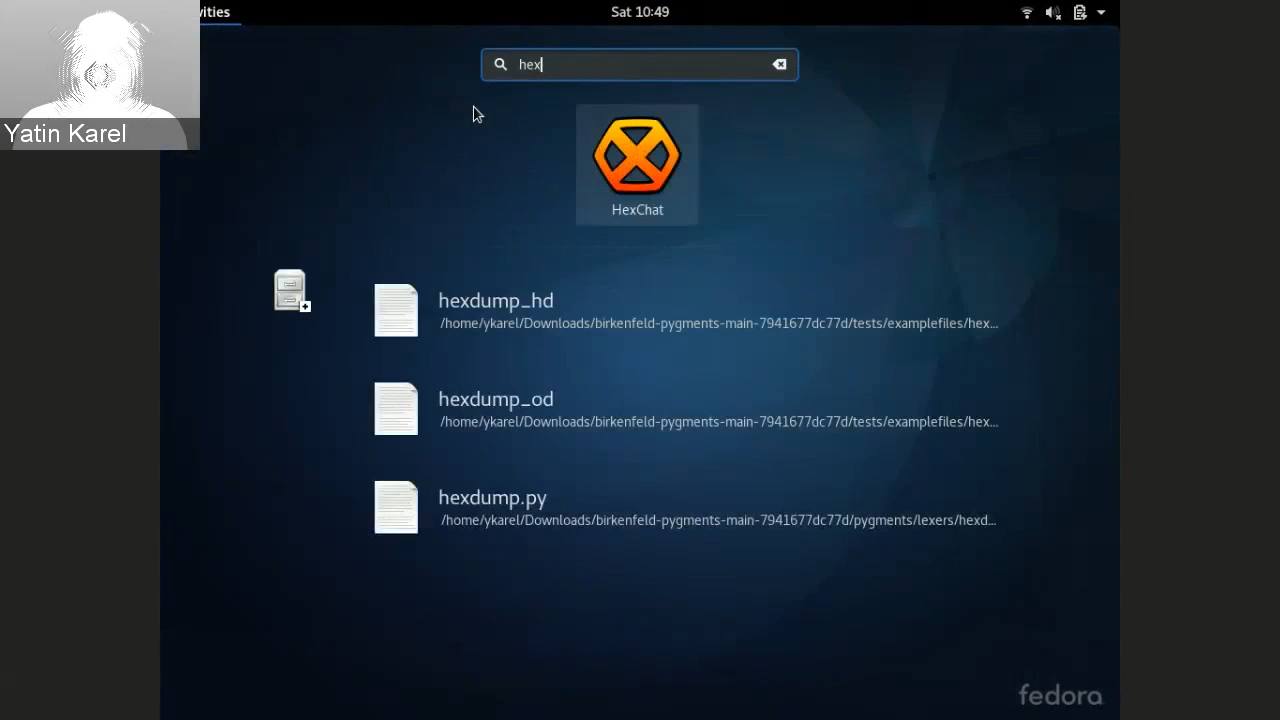 vities
Sat 10:49
hex
Yatin Karel
HexChat
hexdump_hd
/home/ykarel/Downloads/birkenfeld-pygments-main-7941677dc77d/tests/examplefiles/hex...
hexdump_od
/home/ykarel/Downloads/birkenfeld-pygments-main-7941677dc77d/tests/examplefiles/hex...
hexdump.py
/home/ykarel/Downloads/birkenfeld-pygments-main-7941677dc77d/pygments/lexers/hexd...
fedora